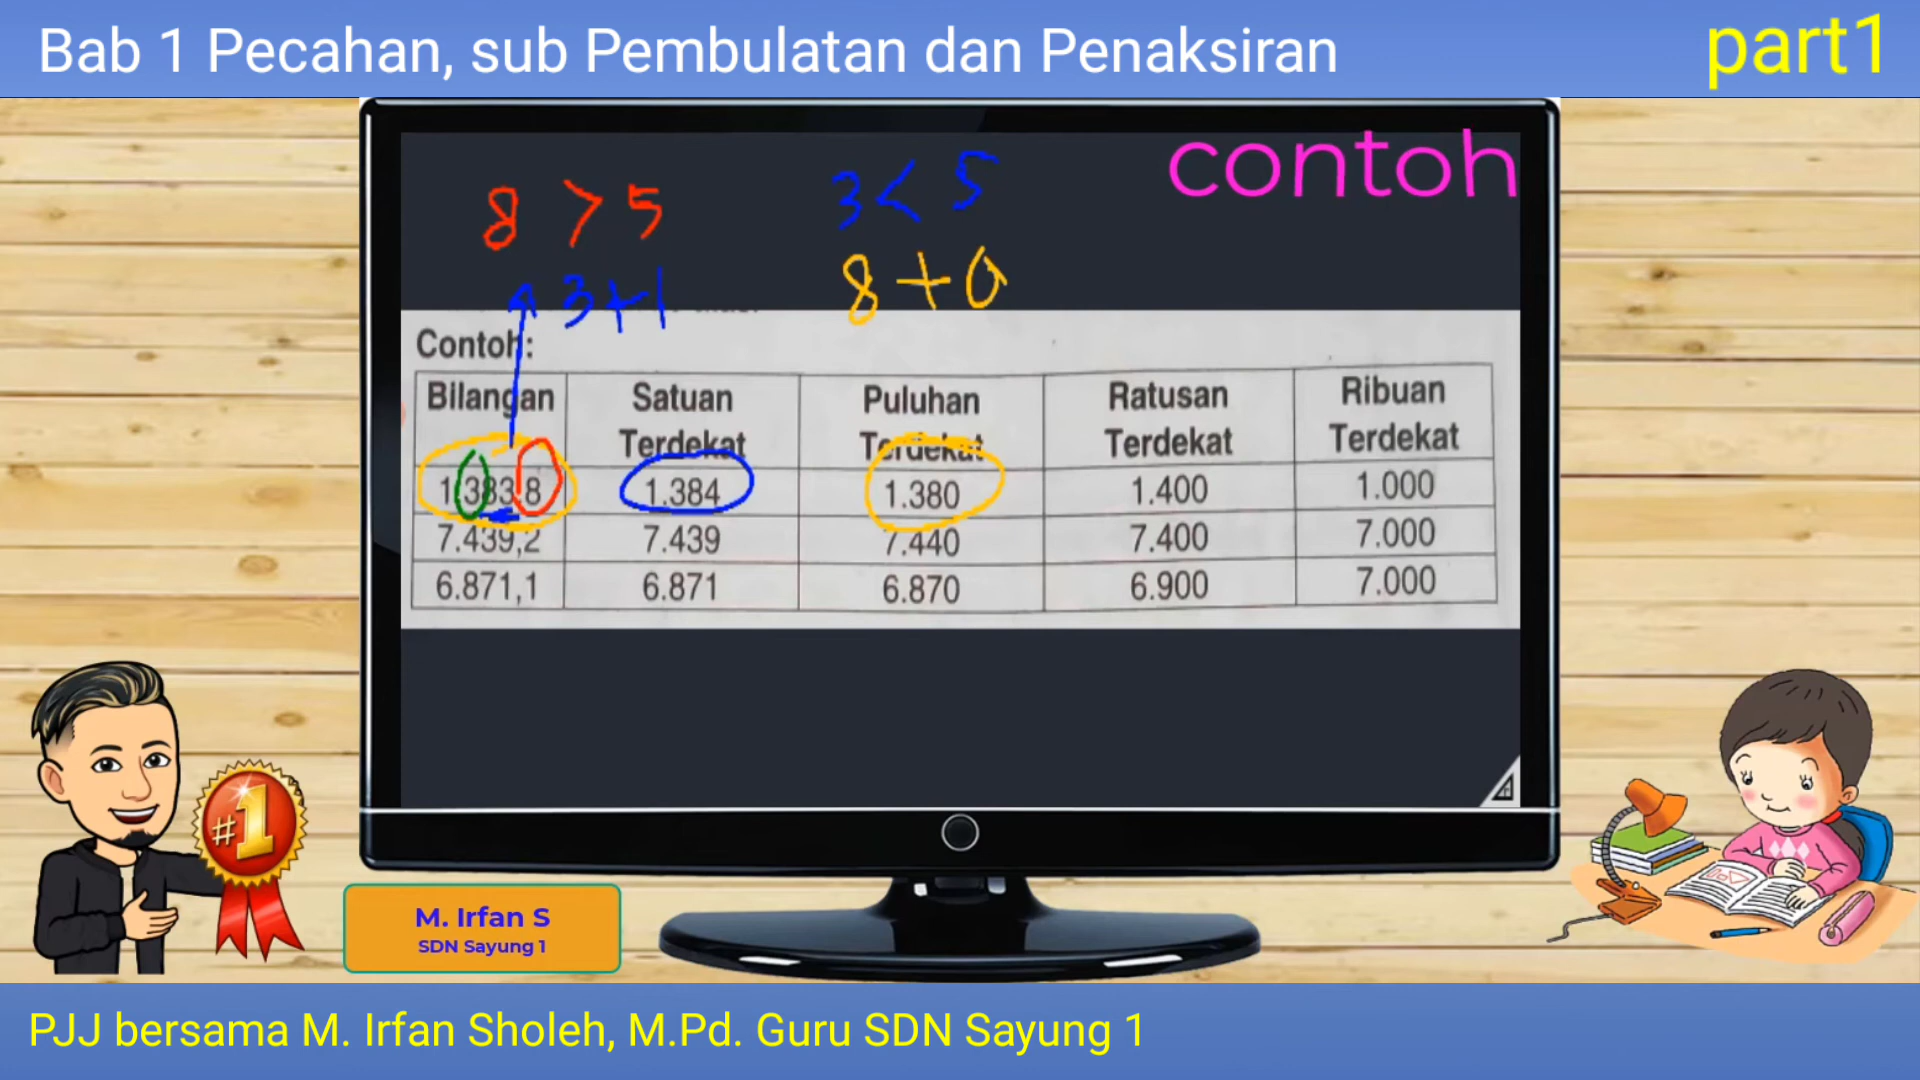 Bab 1 Pecahan, sub Pembulatan dan Penaksiran
part1
contoh
8 > 5
3 < 5
3+1
8+0
Contoh:
Bilangan Satuan Terdekat Puluhan Terdekat Ratusan Terdekat Ribuan Terdekat
1.383,8 1.384 1.380 1.400 1.000
7.439,2 7.439 7.440 7.400 7.000
6.871,1 6.871 6.870 6.900 7.000
#1
M. Irfan S
SDN Sayung 1
PJJ bersama M. Irfan Sholeh, M.Pd. Guru SDN Sayung 1